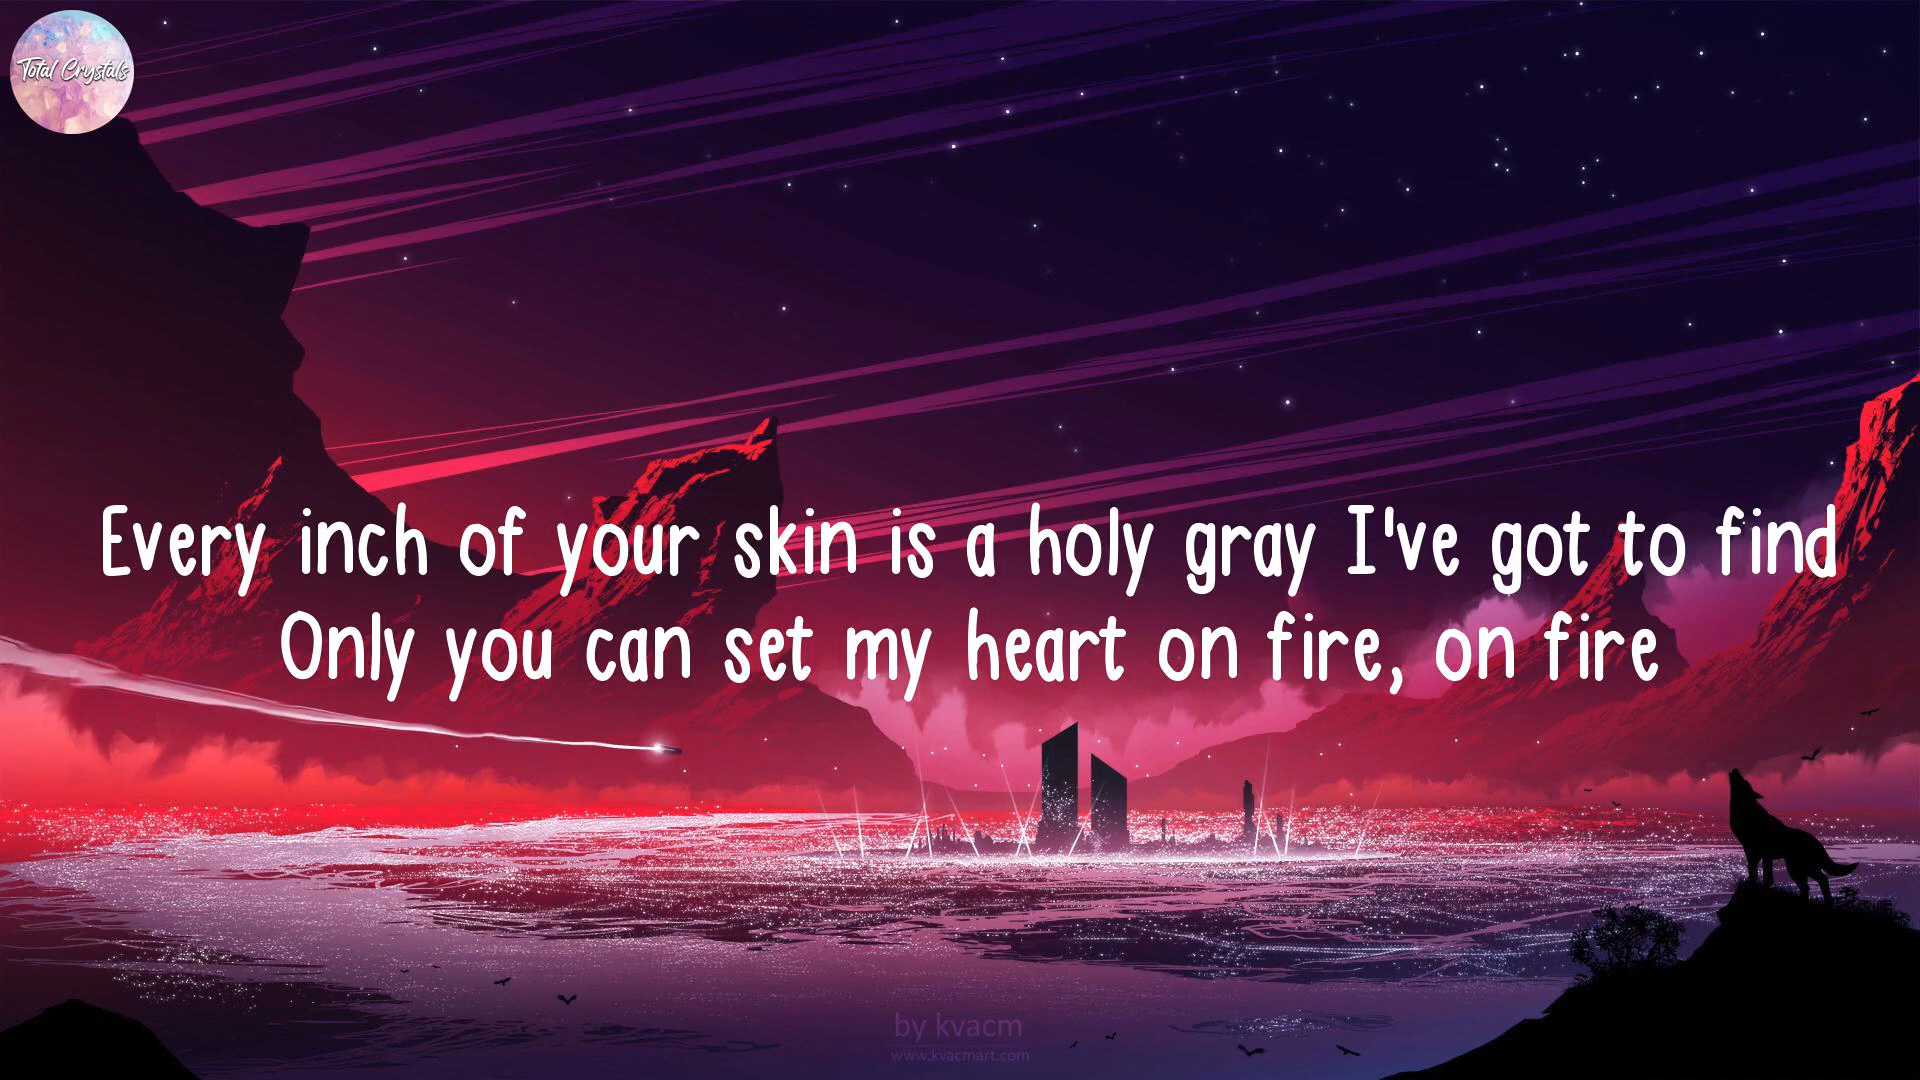 Total Crystals
Every inch of your skin is a holy gray I've got to find
Only you can set my heart on fire, on fire
by kvacm
www.kvacmart.com